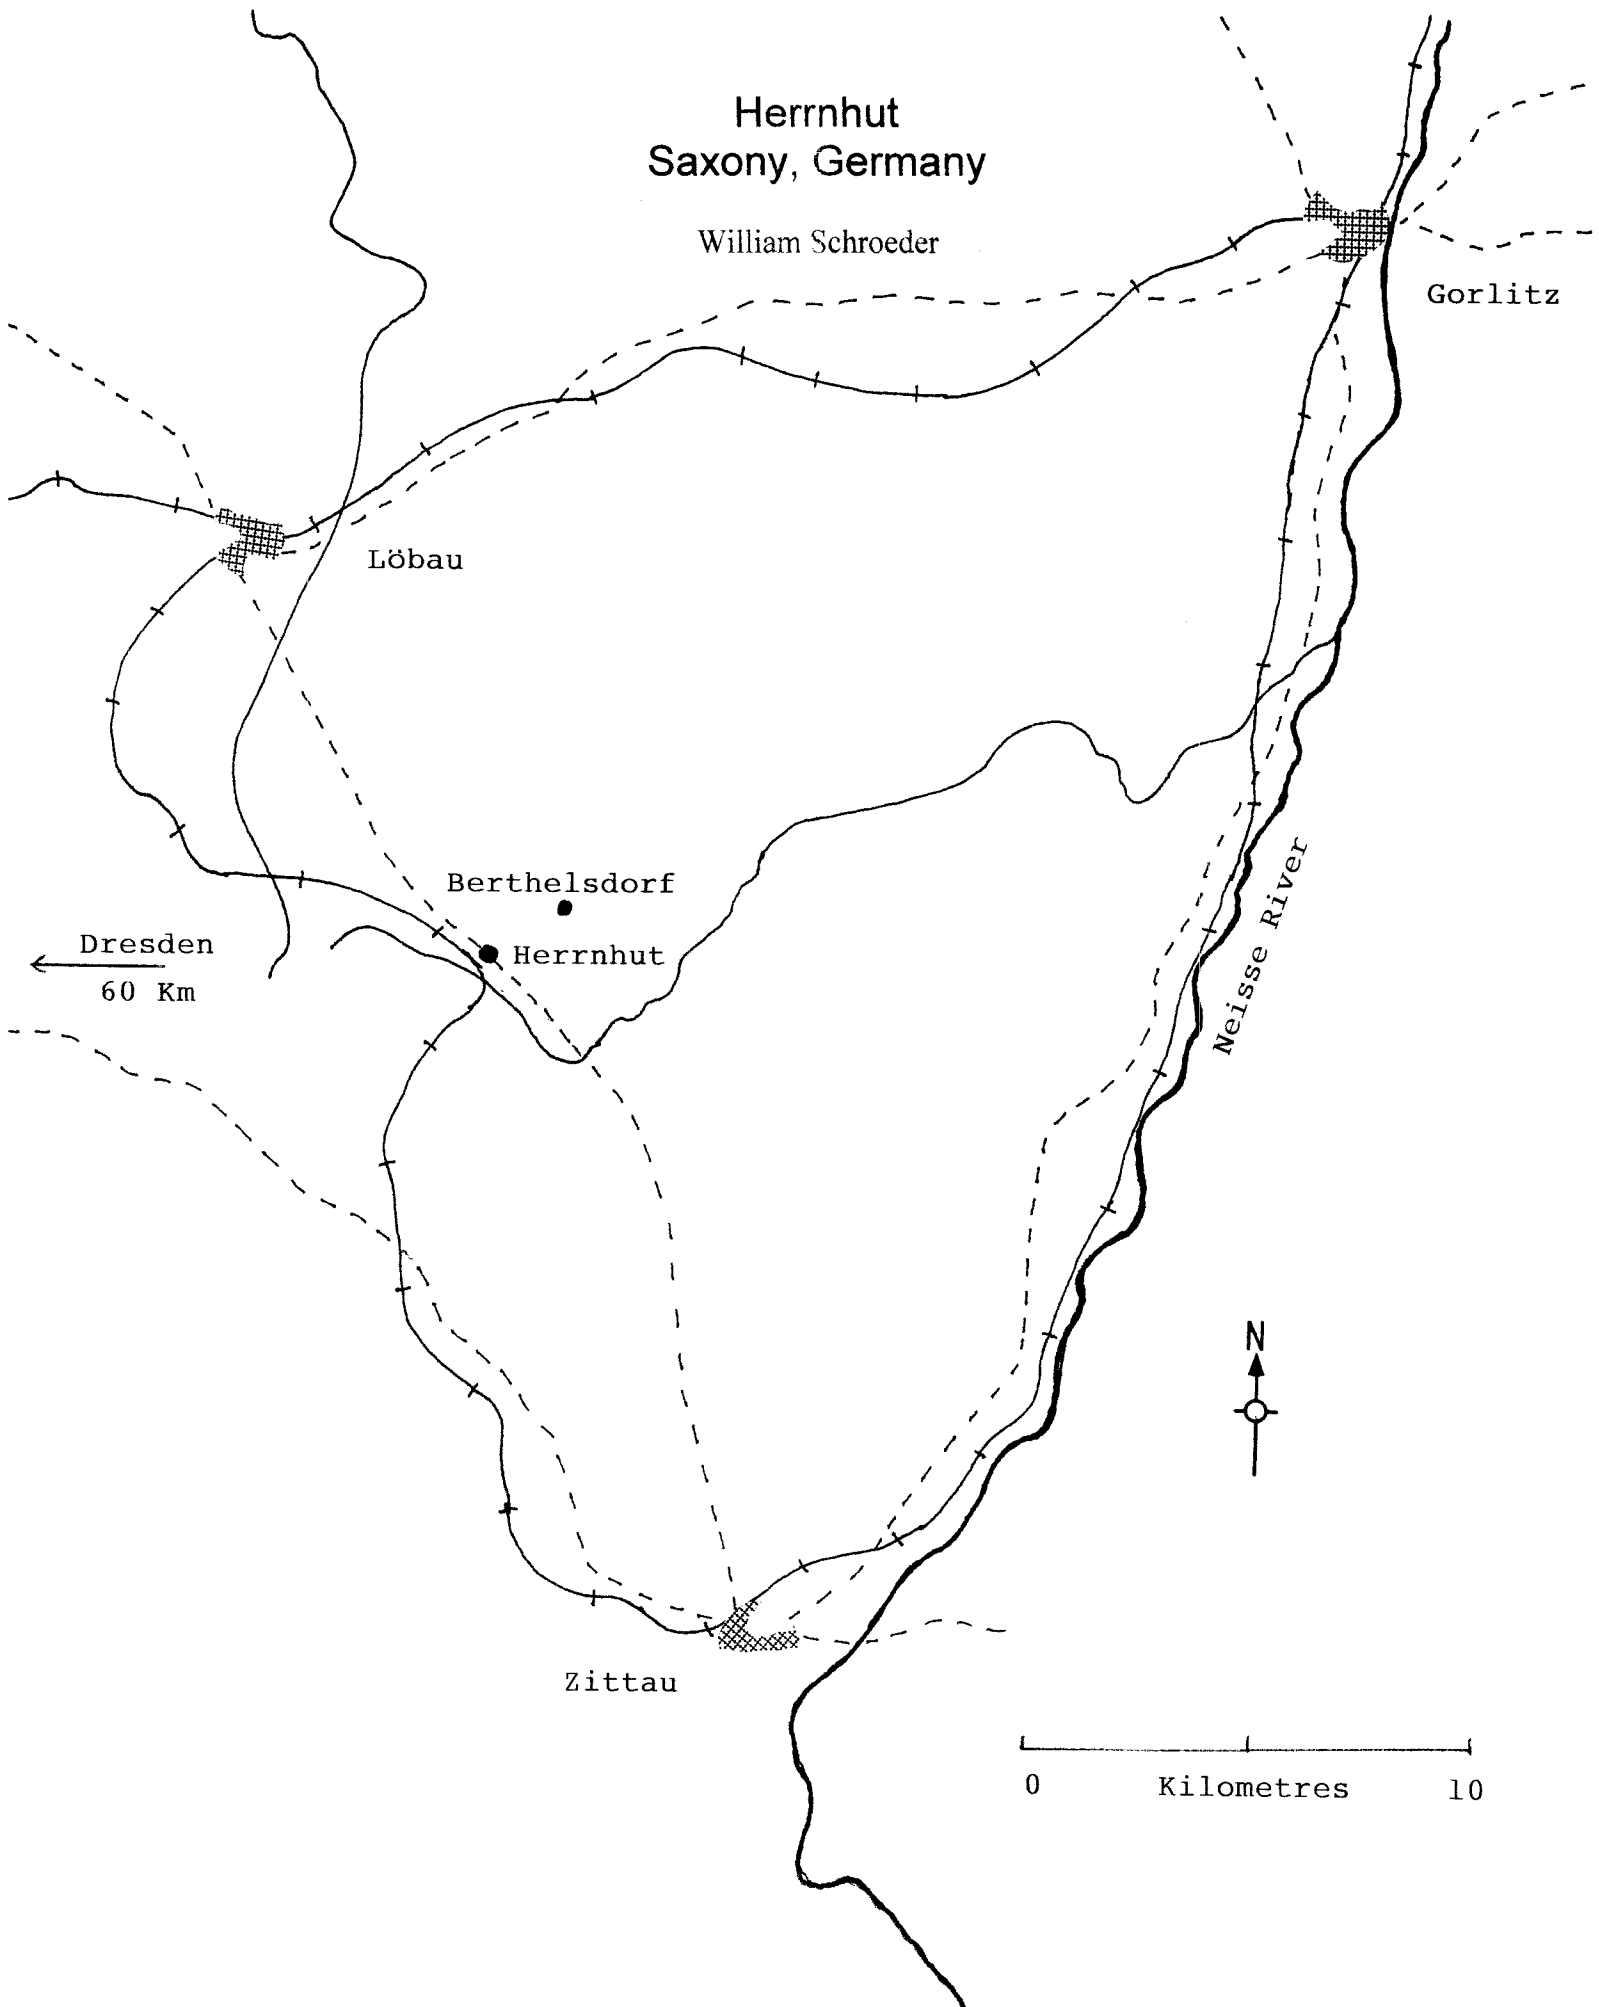 Herrnhut
Saxony, Germany
William Schroeder
Gorlitz
Löbau
Berthelsdorf
Herrnhut
Dresden
60 Km
Neisse River
N
Zittau
0 Kilometres 10